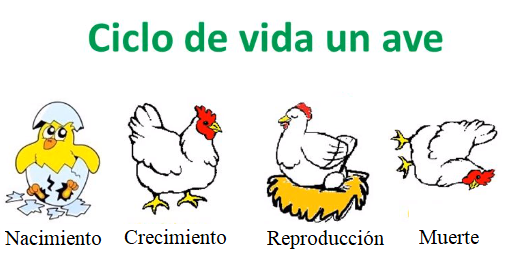 Ciclo de vida un ave
Nacimiento Crecimiento Reproducción Muerte